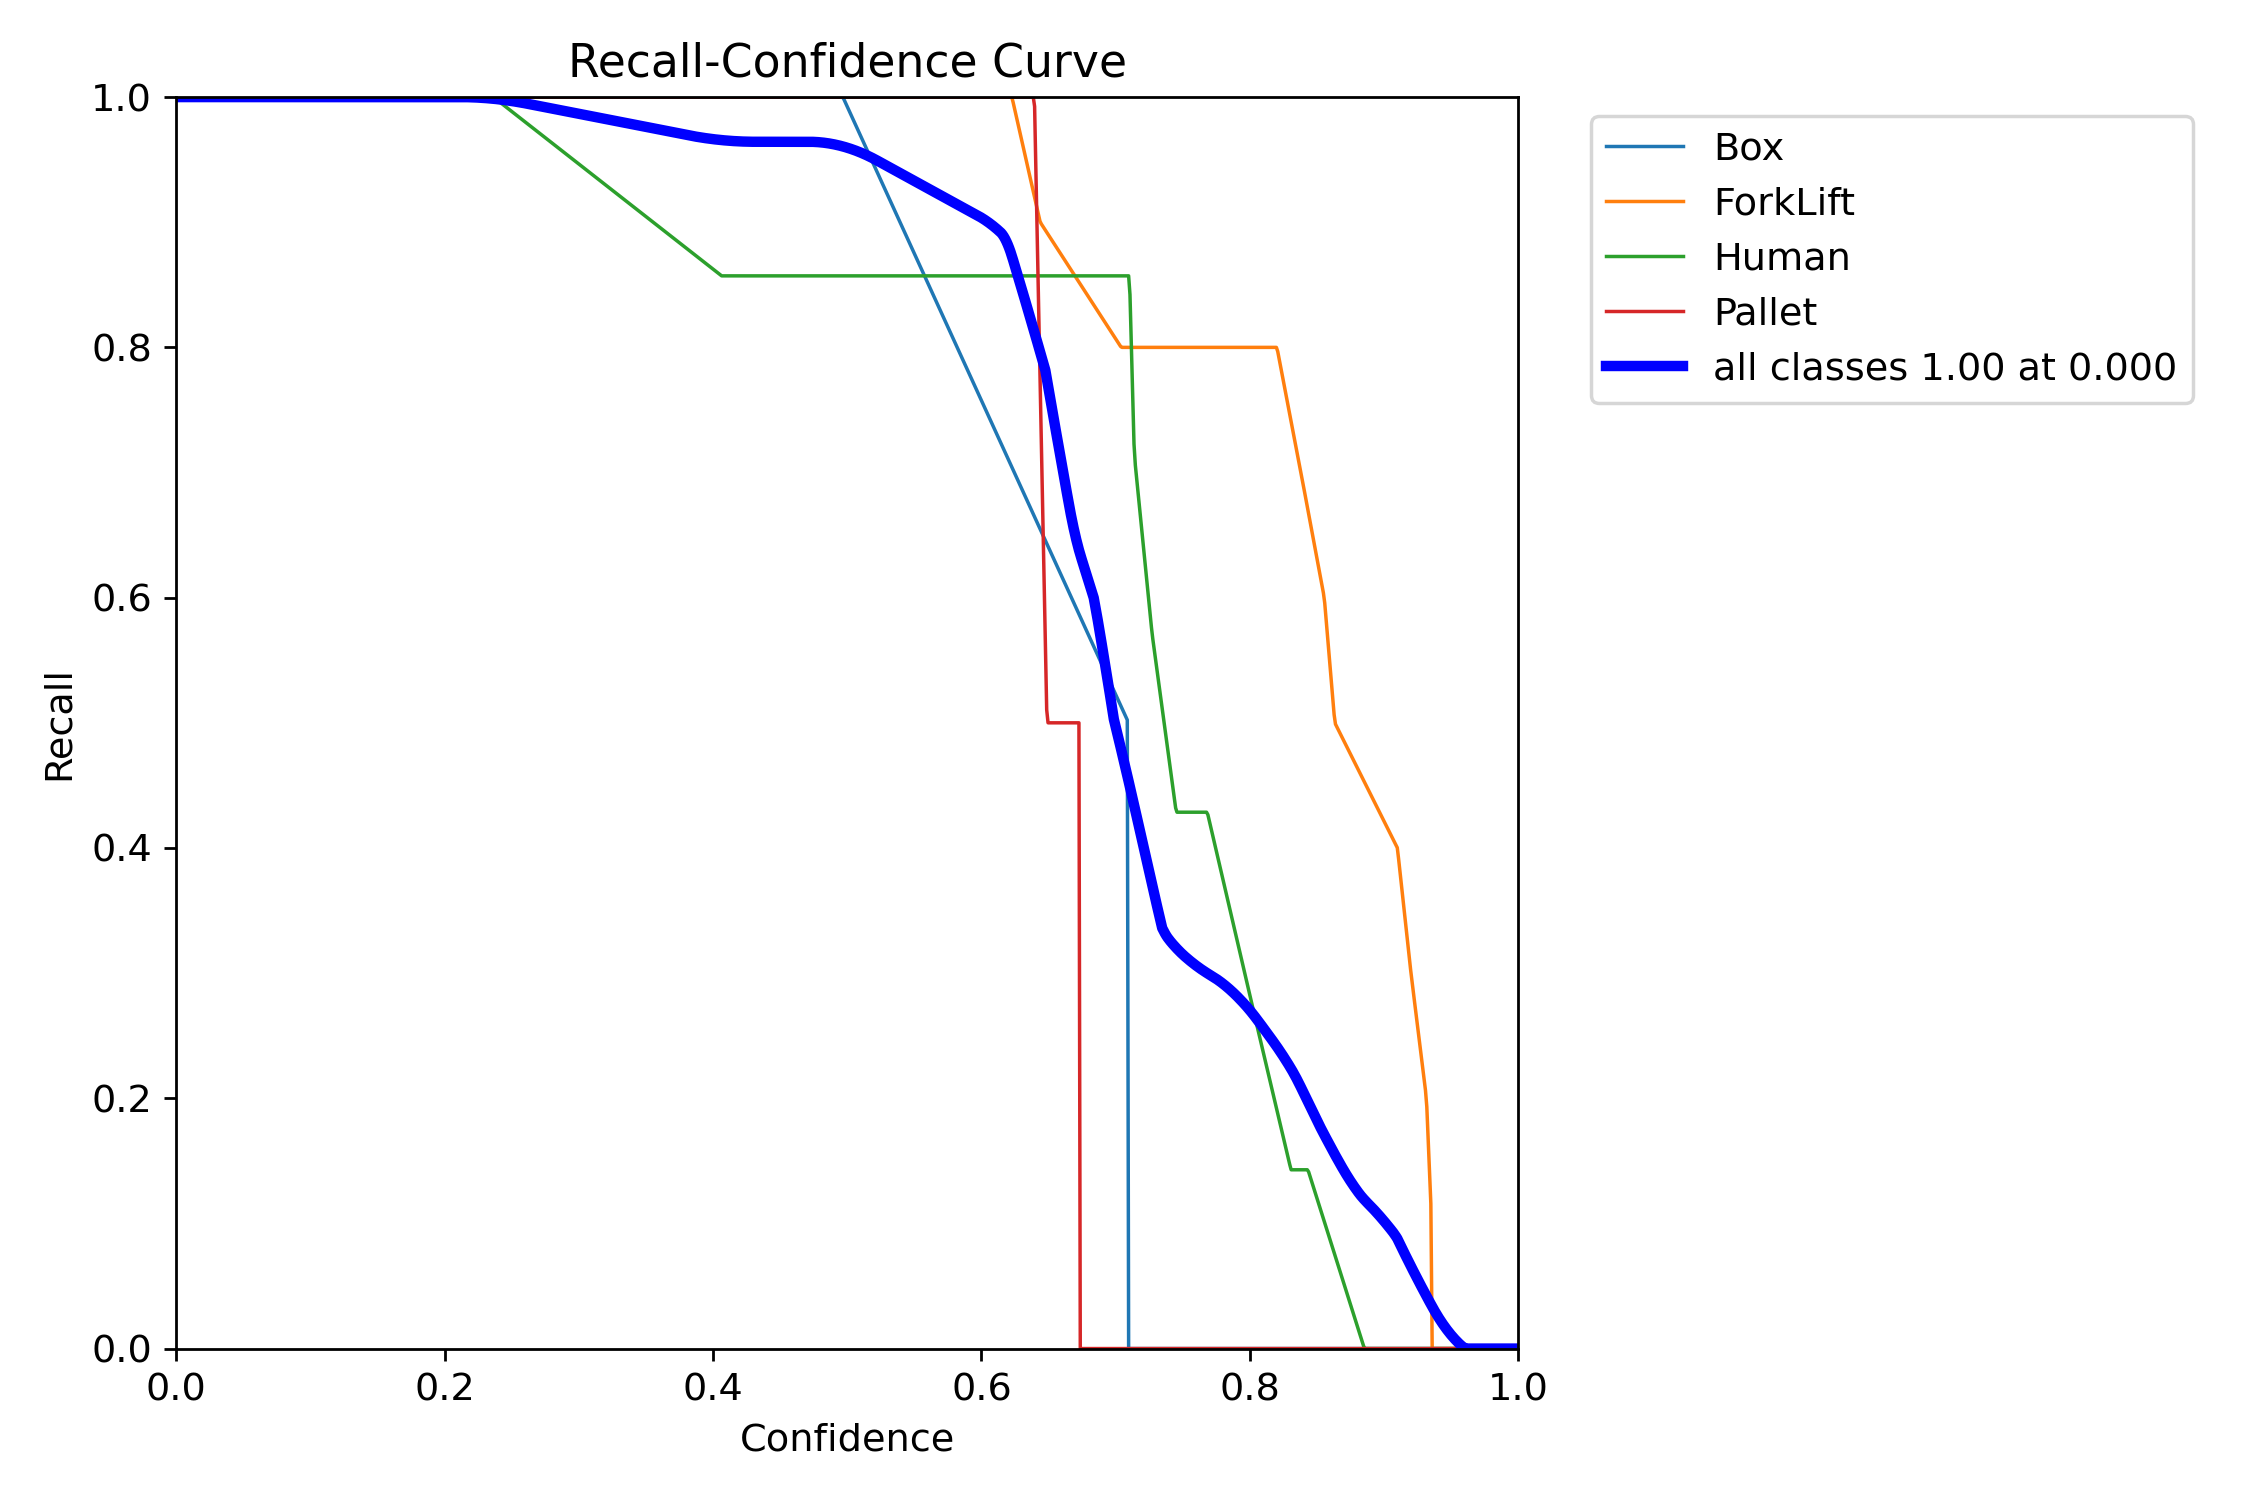 Recall-Confidence Curve
1.0
0.8
0.6
0.4
0.2
0.0
Recall
0.0 0.2 0.4 0.6 0.8 1.0
Confidence
Box
ForkLift
Human
Pallet
all classes 1.00 at 0.000